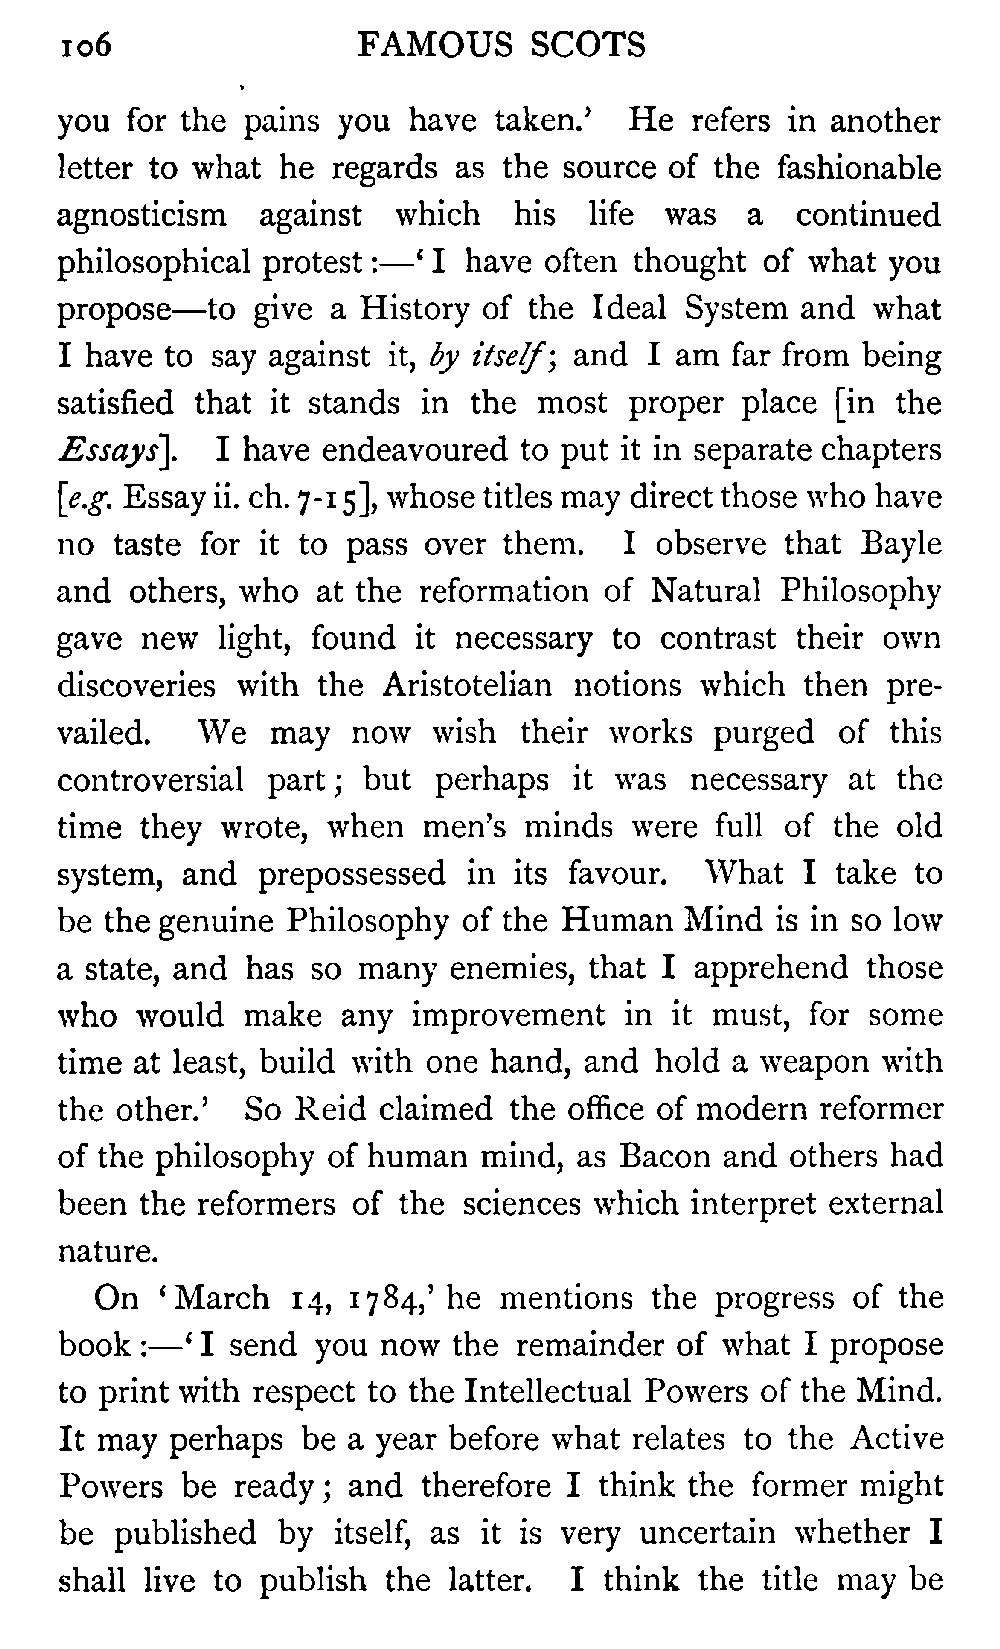 106 FAMOUS SCOTS
you for the pains you have taken.’ He refers in another
letter to what he regards as the source of the fashionable
agnosticism against which his life was a continued
philosophical protest:—‘I have often thought of what you
propose—to give a History of the Ideal System and what
I have to say against it, by itself; and I am far from being
satisfied that it stands in the most proper place [in the
Essays]. I have endeavoured to put it in separate chapters
[e.g. Essay ii. ch. 7-15], whose titles may direct those who have
no taste for it to pass over them. I observe that Bayle
and others, who at the reformation of Natural Philosophy
gave new light, found it necessary to contrast their own
discoveries with the Aristotelian notions which then pre-
vailed. We may now wish their works purged of this
controversial part; but perhaps it was necessary at the
time they wrote, when men’s minds were full of the old
system, and prepossessed in its favour. What I take to
be the genuine Philosophy of the Human Mind is in so low
a state, and has so many enemies, that I apprehend those
who would make any improvement in it must, for some
time at least, build with one hand, and hold a weapon with
the other.’ So Reid claimed the office of modern reformer
of the philosophy of human mind, as Bacon and others had
been the reformers of the sciences which interpret external
nature.
On ‘March 14, 1784,’ he mentions the progress of the
book:—‘I send you now the remainder of what I propose
to print with respect to the Intellectual Powers of the Mind.
It may perhaps be a year before what relates to the Active
Powers be ready; and therefore I think the former might
be published by itself, as it is very uncertain whether I
shall live to publish the latter. I think the title may be